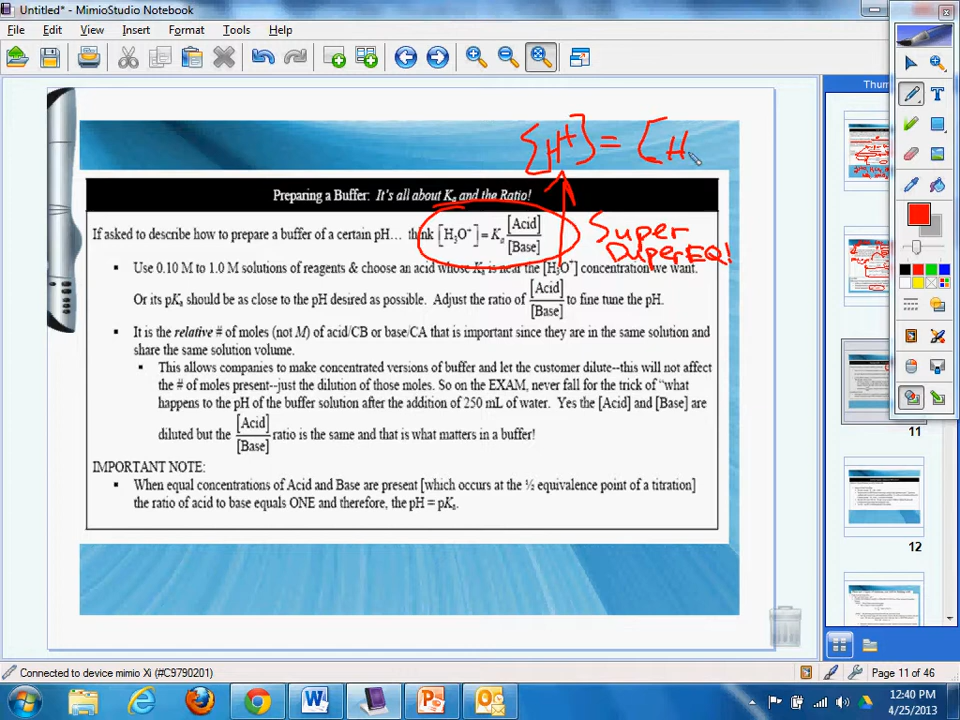 Untitled* - MimioStudio Notebook
File Edit View Insert Format Tools Help
Thum
[H+] = [H
Preparing a Buffer: It's all about Ka and the Ratio!
If asked to describe how to prepare a buffer of a certain pH… think [H3O+] = Ka [Acid]/[Base]
Super
Duper EQ!
▪ Use 0.10 M to 1.0 M solutions of reagents & choose an acid whose Ka is near the [H3O+] concentration we want.
Or its pKa should be as close to the pH desired as possible. Adjust the ratio of [Acid]/[Base] to fine tune the pH.
▪ It is the relative # of moles (not M) of acid/CB or base/CA that is important since they are in the same solution and
share the same solution volume.
▪ This allows companies to make concentrated versions of buffer and let the customer dilute--this will not affect
the # of moles present--just the dilution of those moles. So on the EXAM, never fall for the trick of “what
happens to the pH of the buffer solution after the addition of 250 mL of water. Yes the [Acid] and [Base] are
diluted but the [Acid]/[Base] ratio is the same and that is what matters in a buffer!
IMPORTANT NOTE:
▪ When equal concentrations of Acid and Base are present [which occurs at the ½ equivalence point of a titration]
the ratio of acid to base equals ONE and therefore, the pH = pKa.
11
12
Connected to device mimio Xi (#C9790201)
Page 11 of 46
12:40 PM
4/25/2013